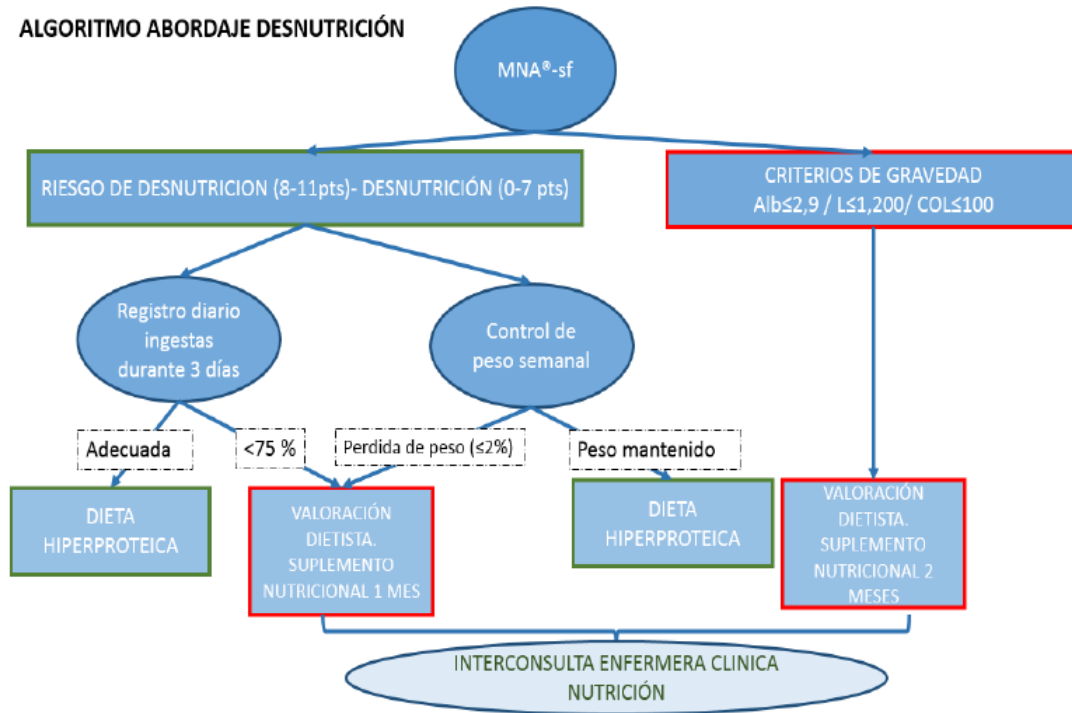 ALGORITMO ABORDAJE DESNUTRICIÓN
MNA®-sf
RIESGO DE DESNUTRICION (8-11pts)- DESNUTRICIÓN (0-7 pts)
CRITERIOS DE GRAVEDAD
Alb≤2,9 / L≤1,200/ COL≤100
Registro diario
ingestas
durante 3 días
Control de
peso semanal
Adecuada
<75 %
Perdida de peso (≤2%)
Peso mantenido
DIETA
HIPERPROTEICA
VALORACIÓN
DIETISTA.
SUPLEMENTO
NUTRICIONAL 1 MES
DIETA
HIPERPROTEICA
VALORACIÓN
DIETISTA.
SUPLEMENTO
NUTRICIONAL 2
MESES
INTERCONSULTA ENFERMERA CLINICA
NUTRICIÓN